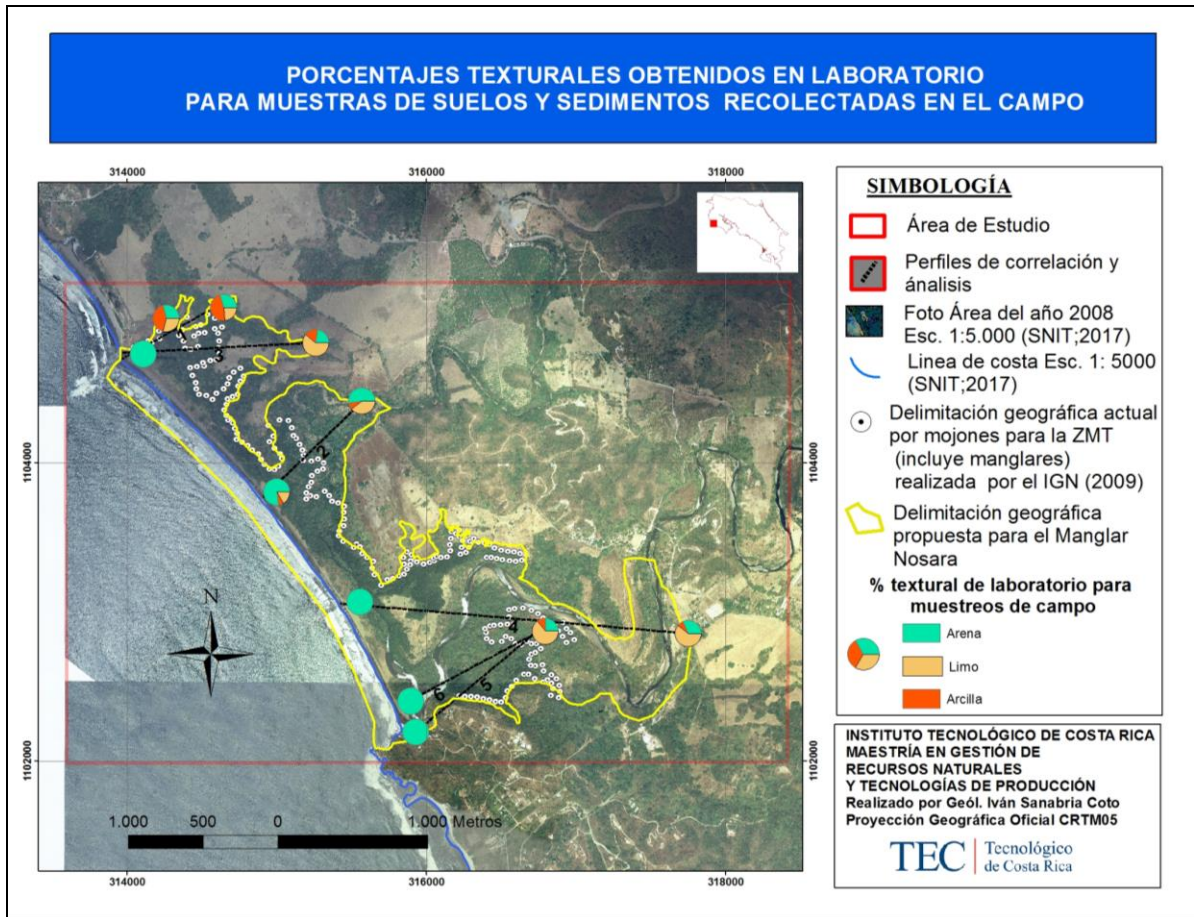 PORCENTAJES TEXTURALES OBTENIDOS EN LABORATORIO
PARA MUESTRAS DE SUELOS Y SEDIMENTOS RECOLECTADAS EN EL CAMPO
314000
316000
318000
1104000
1102000
1104000
1102000
1
3
2
4
5
6
N
1.000 500 0 1.000 Metros
314000
316000
318000
SIMBOLOGÍA
Área de Estudio
Perfiles de correlación y
ánalisis
Foto Área del año 2008
Esc. 1:5.000 (SNIT;2017)
Linea de costa Esc. 1: 5000
(SNIT;2017)
Delimitación geográfica actual
por mojones para la ZMT
(incluye manglares)
realizada por el IGN (2009)
Delimitación geográfica
propuesta para el Manglar
Nosara
% textural de laboratorio para
muestreos de campo
Arena
Limo
Arcilla
INSTITUTO TECNOLÓGICO DE COSTA RICA
MAESTRÍA EN GESTIÓN DE
RECURSOS NATURALES
Y TECNOLOGÍAS DE PRODUCCIÓN
Realizado por Geól. Iván Sanabria Coto
Proyección Geográfica Oficial CRTM05
TEC Tecnológico
de Costa Rica